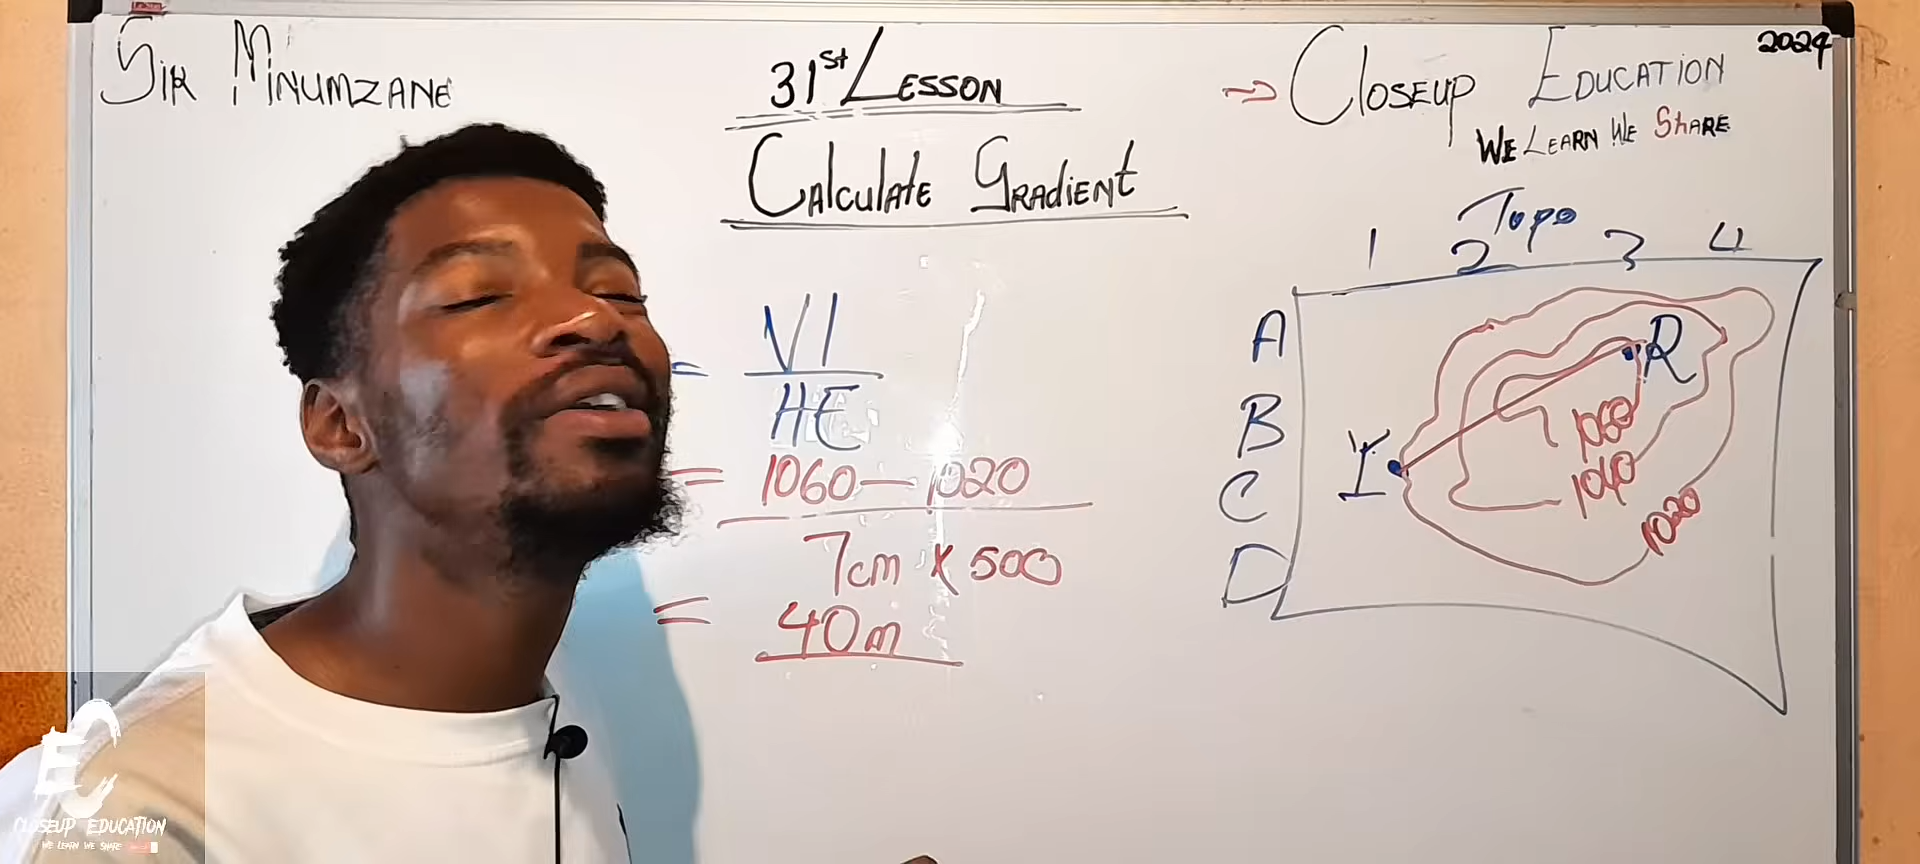 SIR MINUMZANE
31st LESSON
CALCULATE GRADIENT
CLOSEUP EDUCATION
2024
WE LEARN WE SHARE
Topo
1 2 3 4
A
B
C
D
R
Y
I
1060
1040
1020
= VI
HE
= 1060 - 1020
7cm x 500
= 40m
EC
CLOSEUP EDUCATION
WE LEARN WE SHARE